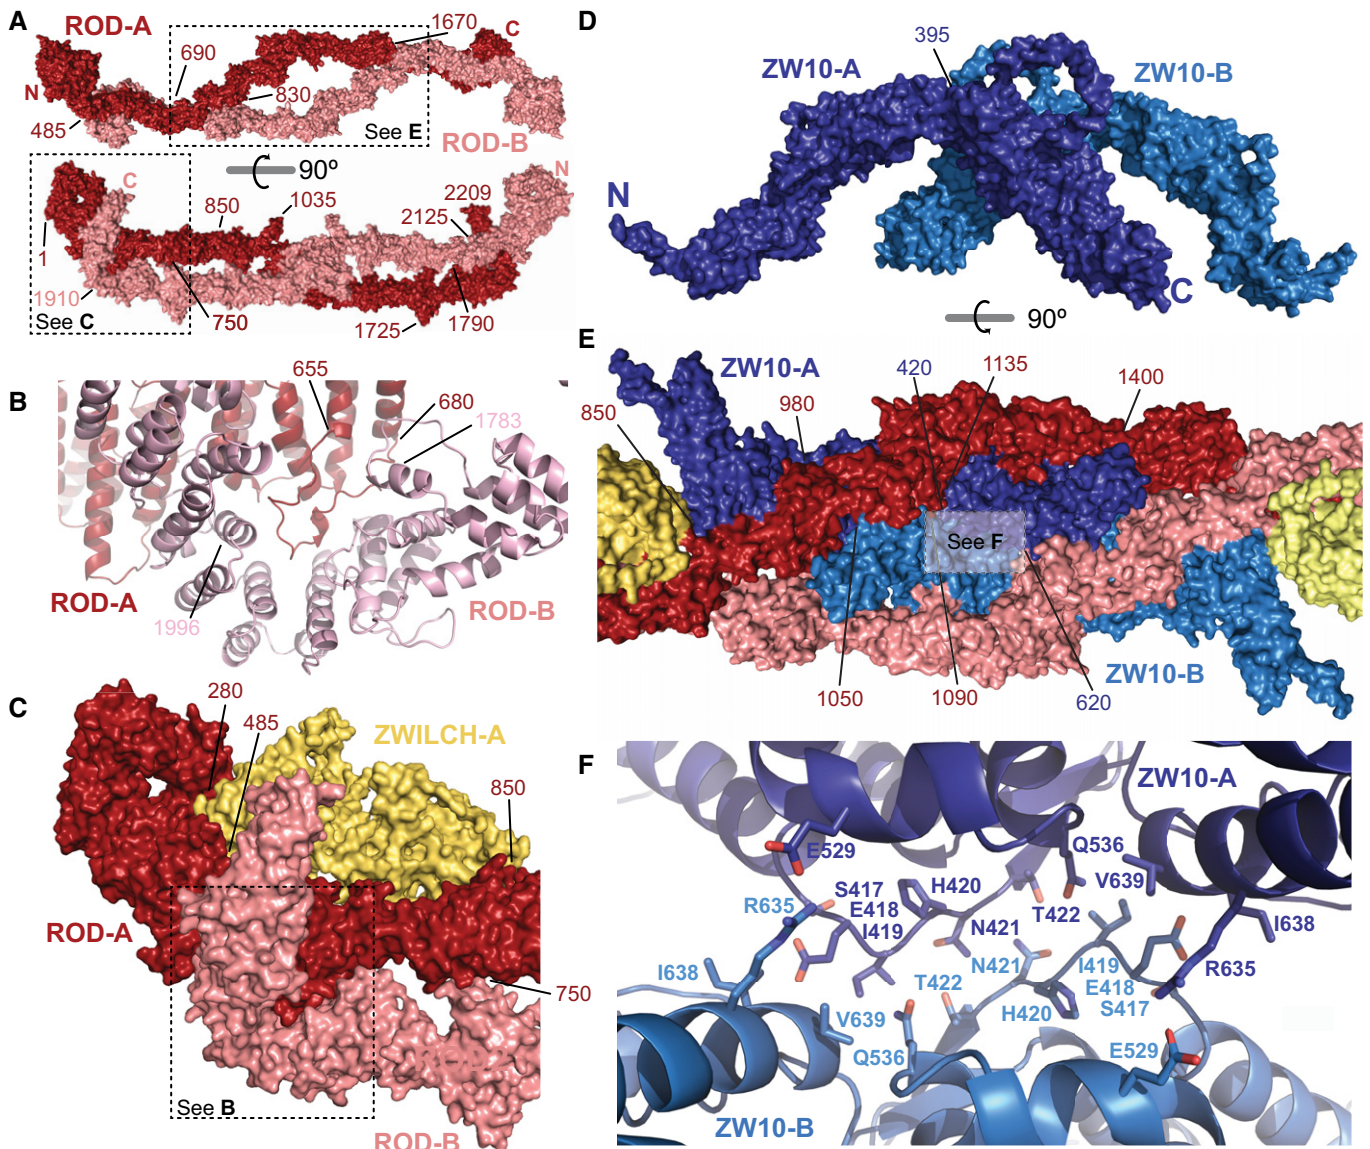 A
ROD-A
1670
C
690
N
830
485
See E
ROD-B
90º
C
N
850
1035
2209
2125
1
1910
See C
750
1725
1790
B
655
680
1783
ROD-A
1996
ROD-B
C
280
485
ZWILCH-A
850
ROD-A
750
See B
ROD-B
D
395
ZW10-A
ZW10-B
N
C
90º
E
ZW10-A
420
1135
1400
850
980
See F
1050
1090
620
ZW10-B
F
ZW10-A
E529
Q536
S417
H420
V639
R635
E418
T422
I638
I419
N421
N421
I419
R635
I638
T422
E418
H420
S417
V639
Q536
E529
ZW10-B